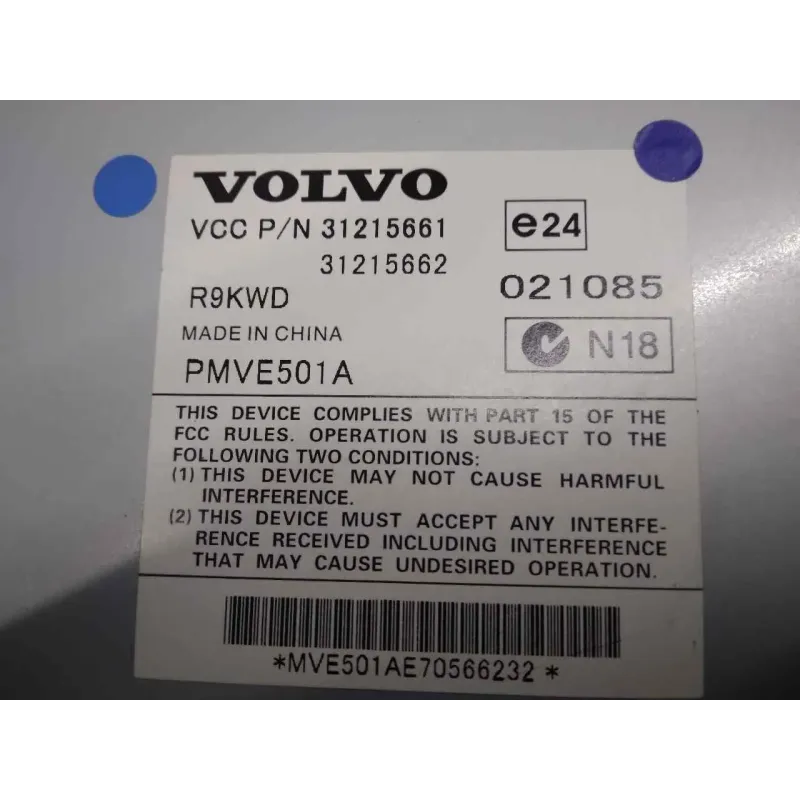 VOLVO
VCC P/N 31215661
31215662
e24
R9KWD
021085
MADE IN CHINA
N18
PMVE501A
THIS DEVICE COMPLIES WITH PART 15 OF THE
FCC RULES. OPERATION IS SUBJECT TO THE
FOLLOWING TWO CONDITIONS:
(1) THIS DEVICE MAY NOT CAUSE HARMFUL
INTERFERENCE.
(2) THIS DEVICE MUST ACCEPT ANY INTERFE-
RENCE RECEIVED INCLUDING INTERFERENCE
THAT MAY CAUSE UNDESIRED OPERATION.
*MVE501AE70566232*